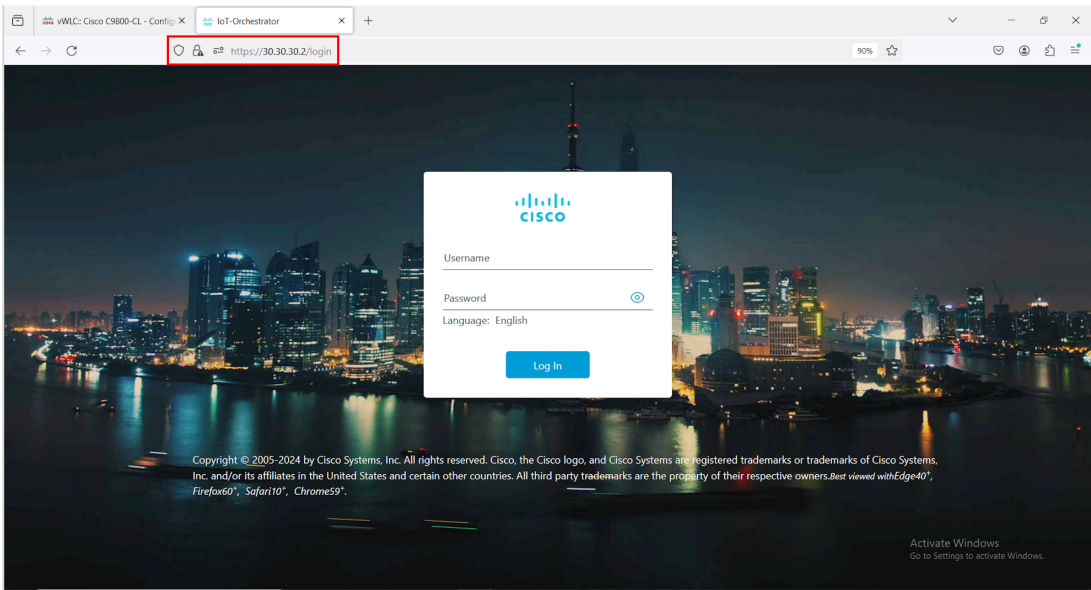 vWLC:: Cisco C9800-CL - Config
IoT-Orchestrator
https://30.30.30.2/login
90%
CISCO
Username
Password
Language: English
Log In
Copyright © 2005-2024 by Cisco Systems, Inc. All rights reserved. Cisco, the Cisco logo, and Cisco Systems are registered trademarks or trademarks of Cisco Systems,
Inc. and/or its affiliates in the United States and certain other countries. All third party trademarks are the property of their respective owners.Best viewed withEdge40+,
Firefox60+, Safari10+, Chrome59+.
Activate Windows
Go to Settings to activate Windows.